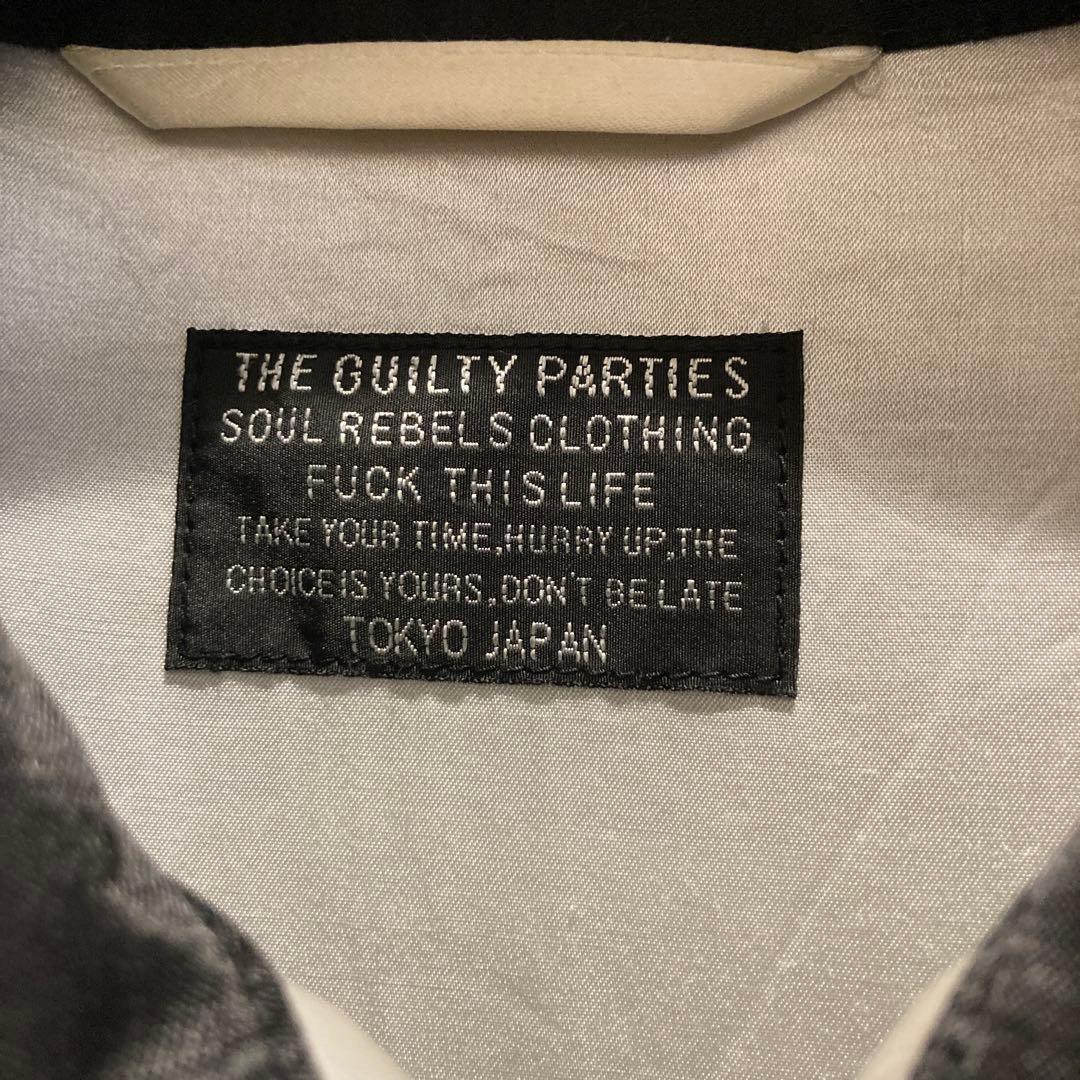 THE GUILTY PARTIES
SOUL REBELS CLOTHING
FUCK THIS LIFE
TAKE YOUR TIME,HURRY UP,THE
CHOICE IS YOURS,DON'T BE LATE
TOKYO JAPAN